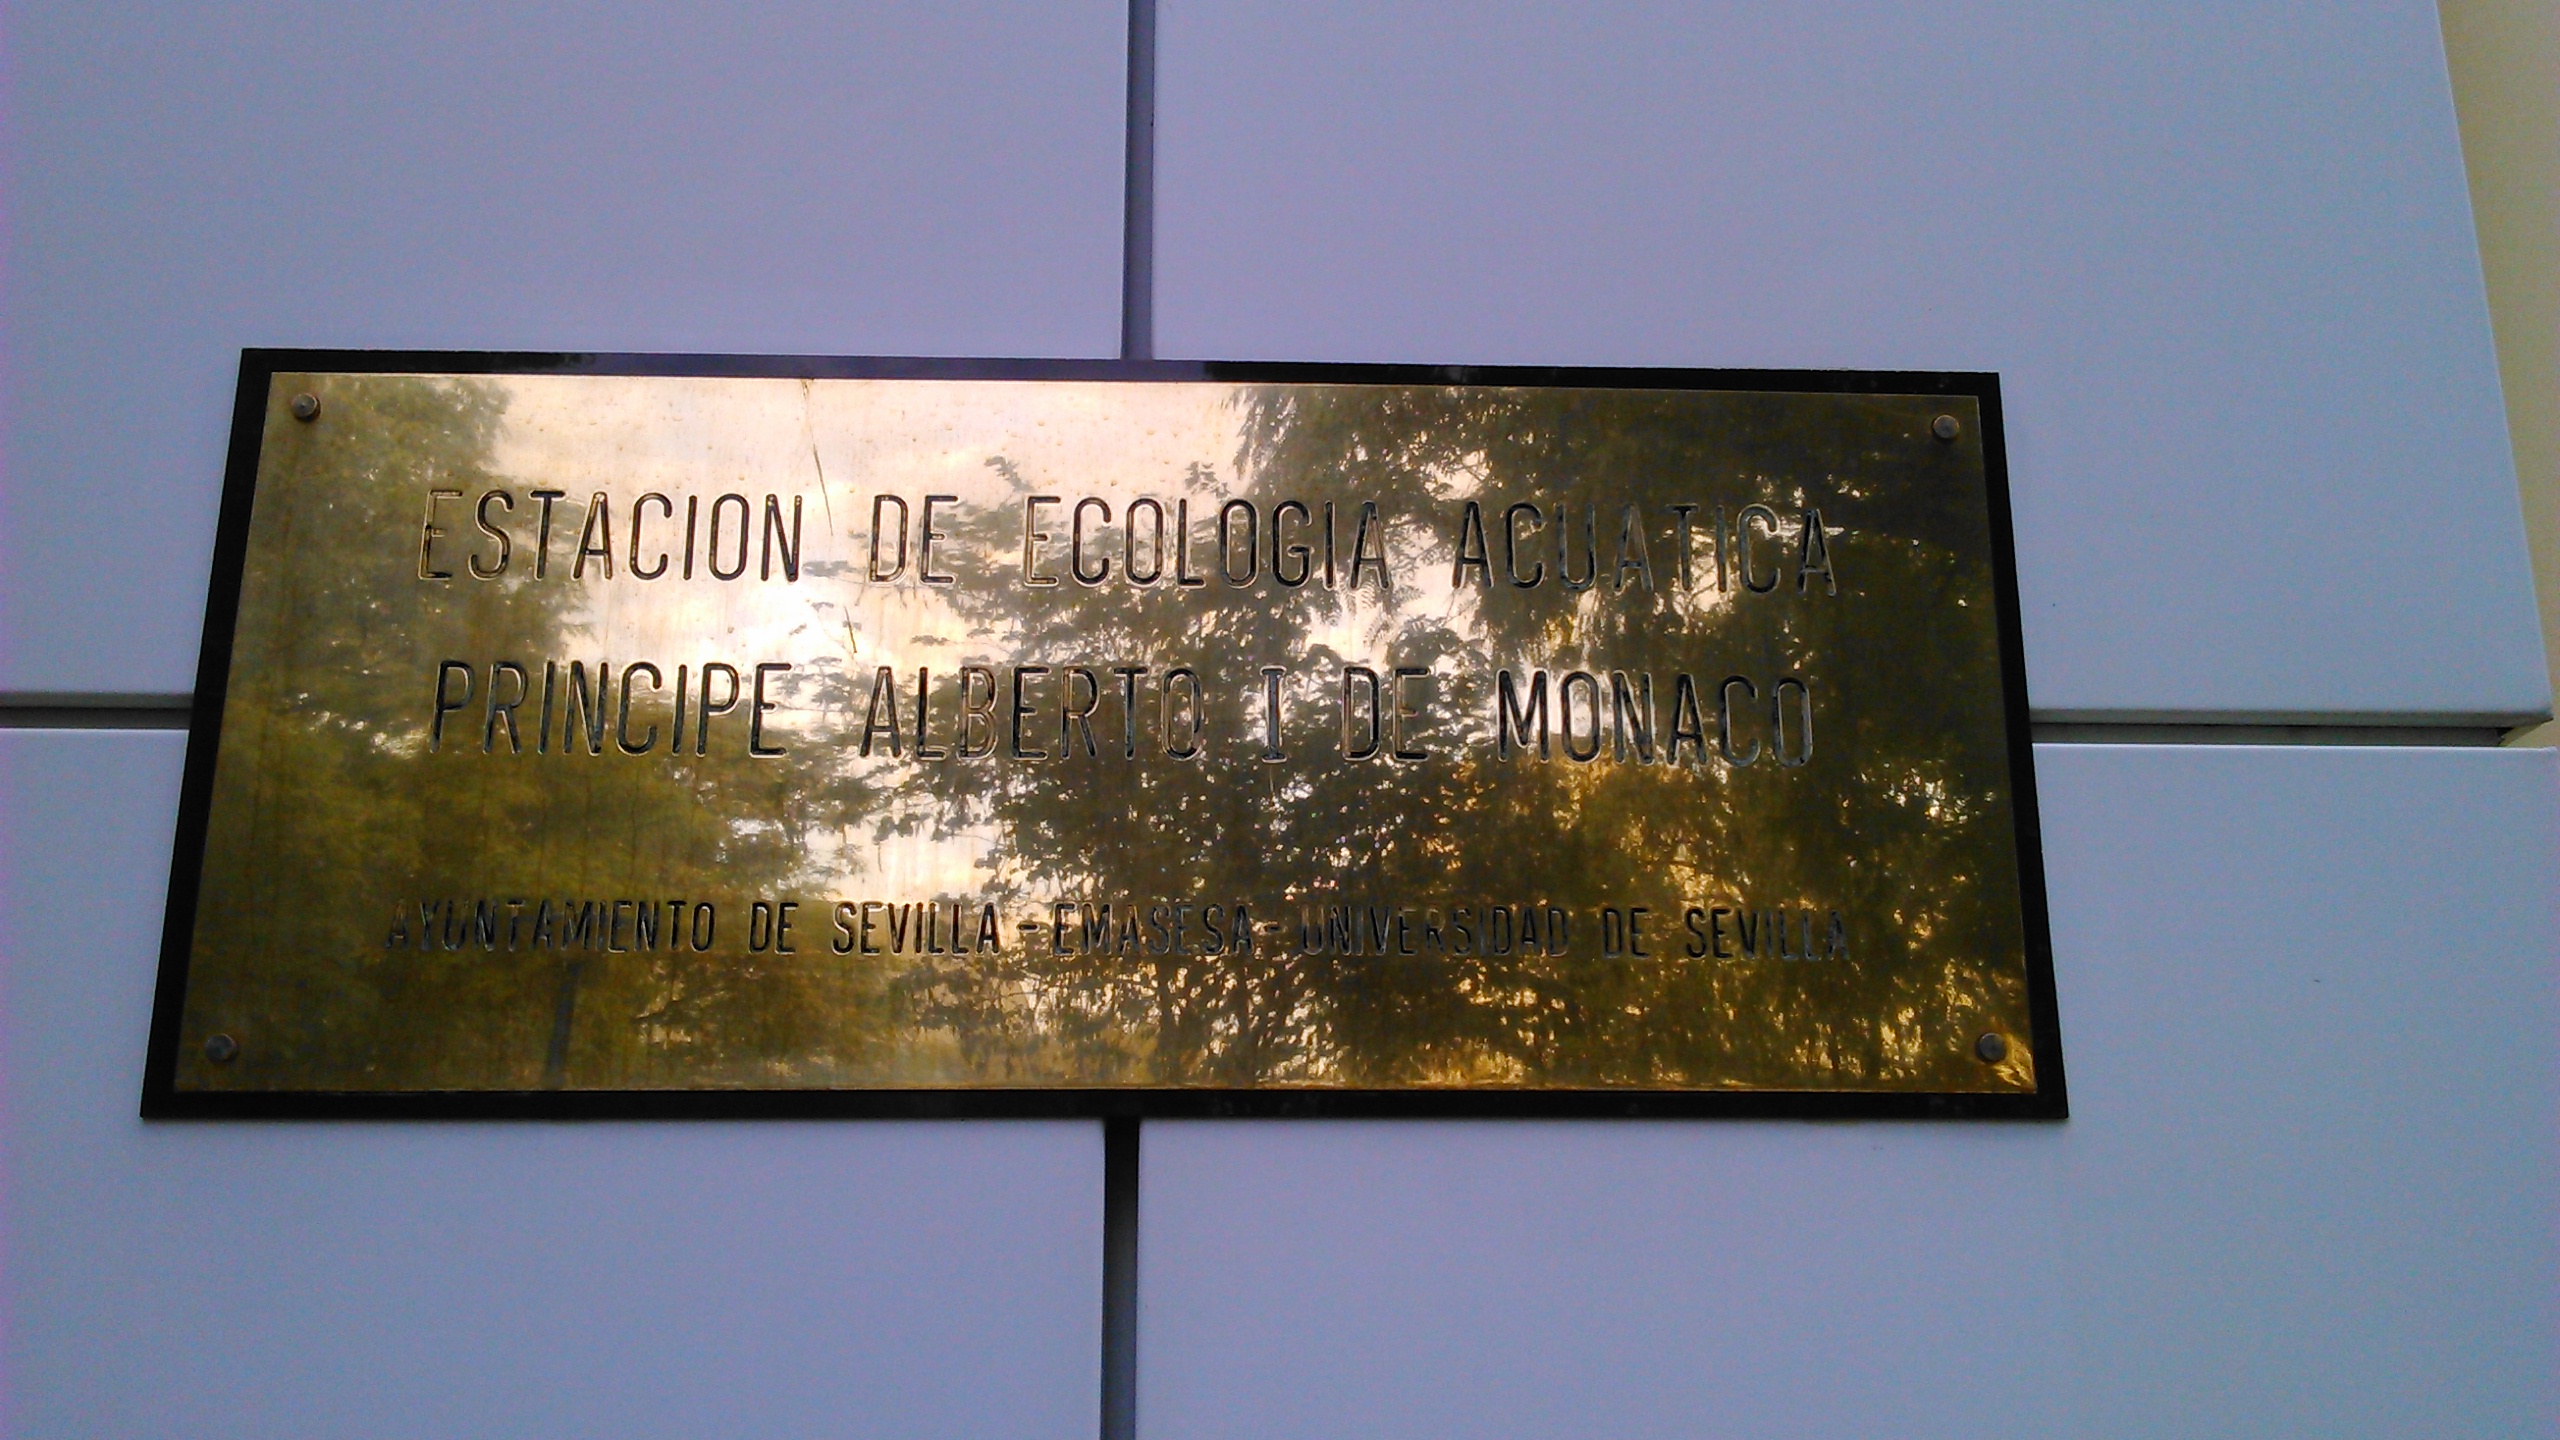 ESTACION DE ECOLOGIA ACUATICA
PRINCIPE ALBERTO I DE MONACO
AYUNTAMIENTO DE SEVILLA - EMASESA - UNIVERSIDAD DE SEVILLA